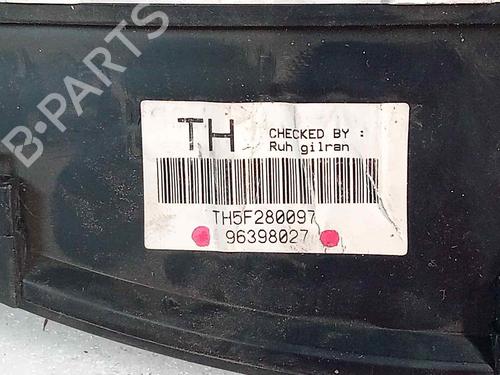 B-PARTS
TH
CHECKED BY :
Ruh gilran
TH5F280097
96398027